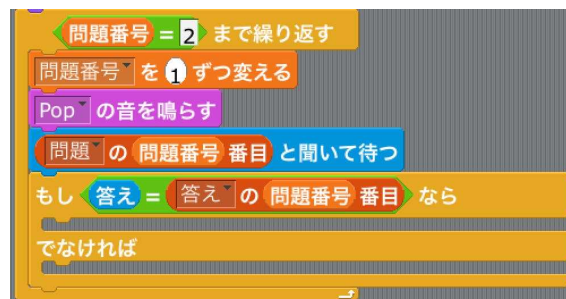 問題番号 = 2 まで繰り返す
問題番号 を 1 ずつ変える
Pop の音を鳴らす
問題 の 問題番号 番目 と聞いて待つ
もし 答え = 答え の 問題番号 番目 なら
でなければ